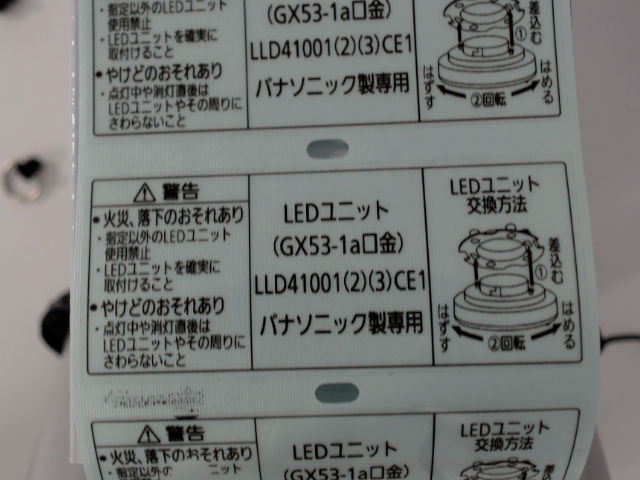 ・指定以外のLEDユニット
使用禁止
・LEDユニットを確実に
取付けること
●やけどのおそれあり
・点灯中や消灯直後は
LEDユニットやその周りに
さわらないこと
(GX53-1a口金)
LLD41001(2)(3)CE1
パナソニック製専用
差込む
①
はずす
はめる
②回転
⚠警告
●火災、落下のおそれあり
・指定以外のLEDユニット
使用禁止
・LEDユニットを確実に
取付けること
●やけどのおそれあり
・点灯中や消灯直後は
LEDユニットやその周りに
さわらないこと
LEDユニット
(GX53-1a口金)
LLD41001(2)(3)CE1
パナソニック製専用
LEDユニット
交換方法
差込む
①
はずす
はめる
②回転
⚠警告
●火災、落下のおそれあり
・指定以外の ニット
LEDユニット
(GX53-1a口金)
LEDユニット
交換方法